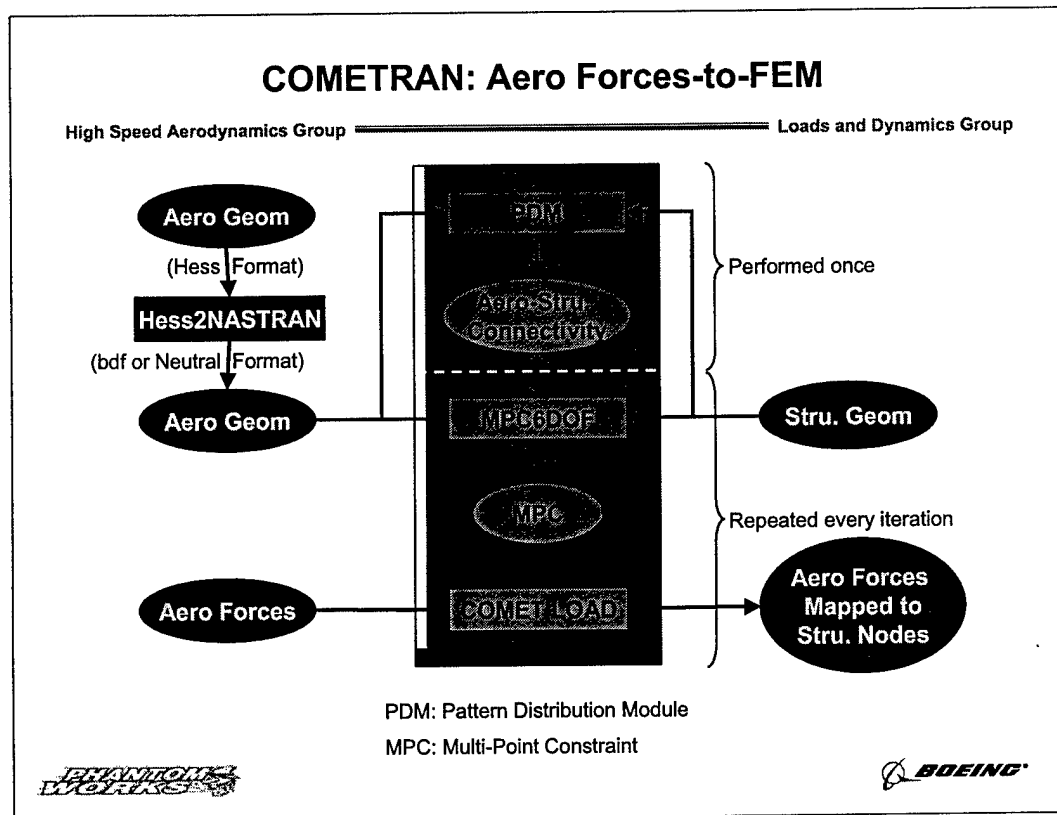 COMETRAN: Aero Forces-to-FEM
High Speed Aerodynamics Group
Loads and Dynamics Group
Aero Geom
(Hess Format)
Hess2NASTRAN
(bdf or Neutral Format)
Aero Geom
Aero Forces
PDM
Aero-Stru.
Connectivity
MPC6DOF
MPC
COMET/LOAD
Performed once
Stru. Geom
Repeated every iteration
Aero Forces
Mapped to
Stru. Nodes
PDM: Pattern Distribution Module
MPC: Multi-Point Constraint
PHANTOM
WORKS
BOEING®